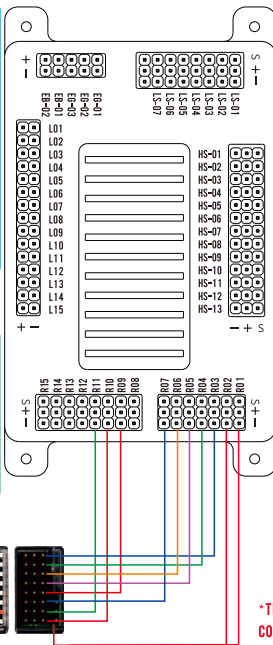 +
−
EB-02 EB-01 EG-03 EG-02 EG-01
S
+
−
LS-07 LS-06 LS-05 LS-04 LS-03 LS-02 LS-01
L01
L02
L03
L04
L05
L06
L07
L08
L09
L10
L11
L12
L13
L14
L15
+ −
HS-01
HS-02
HS-03
HS-04
HS-05
HS-06
HS-07
HS-08
HS-09
HS-10
HS-11
HS-12
HS-13
− + S
R15 R14 R13 R12 R11 R10 R09 R08
S
+
−
R07 R06 R05 R04 R03 R02 R01
S
+
−